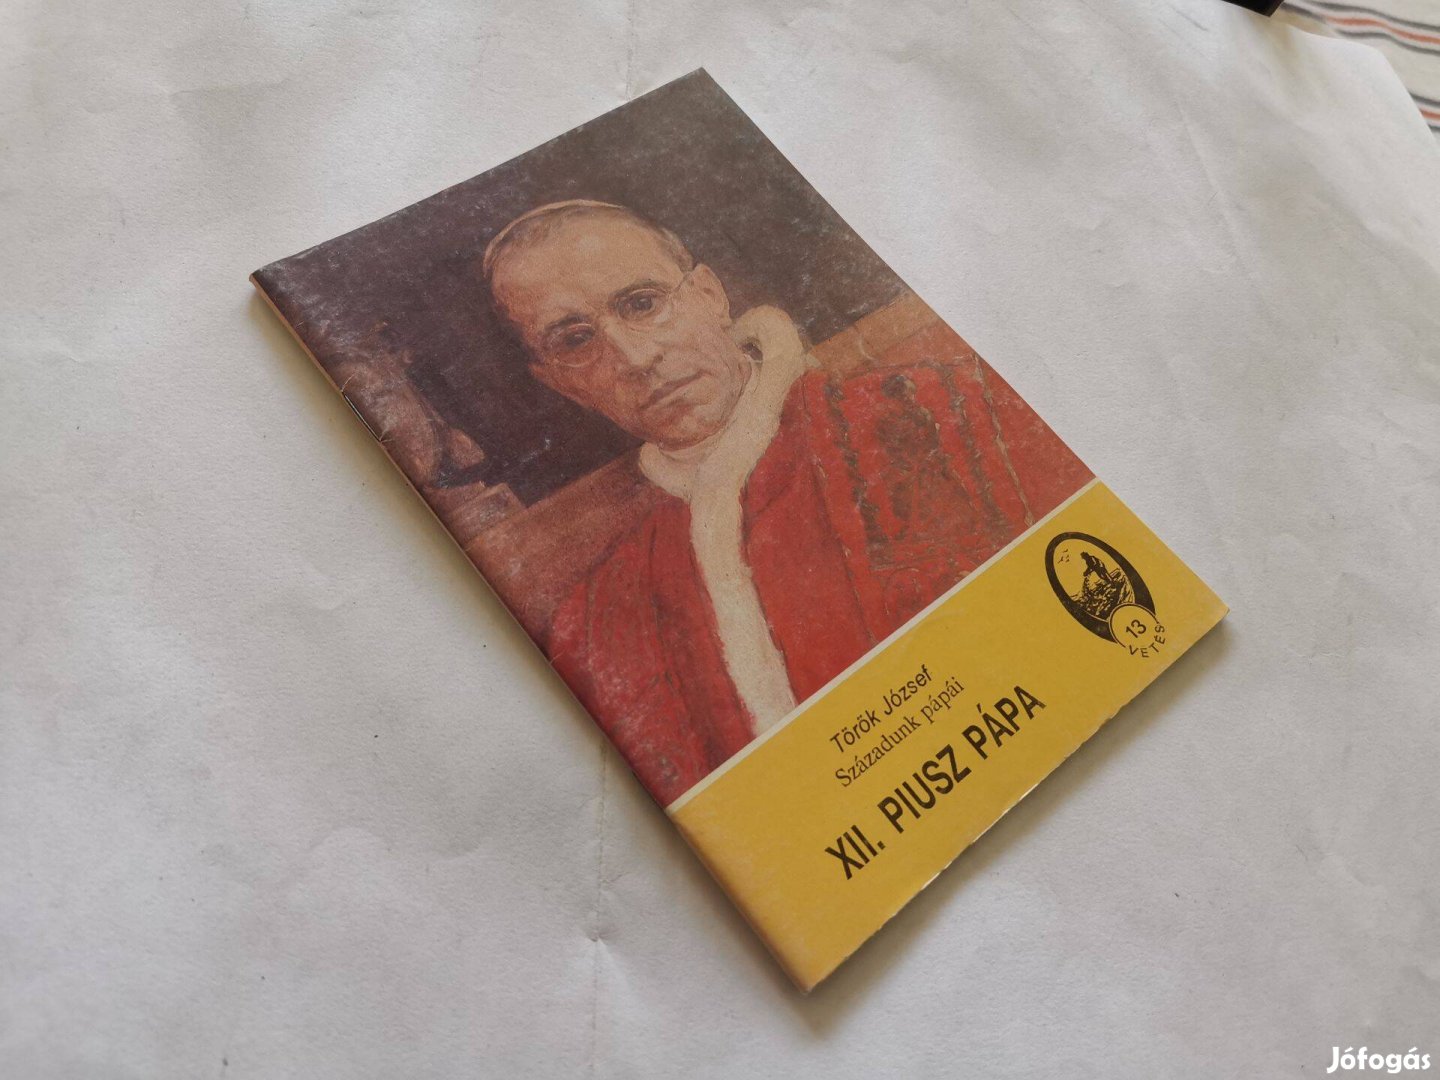 Török József
Századunk pápái
XII. PIUSZ PÁPA
13
VETÉS
Jófogás